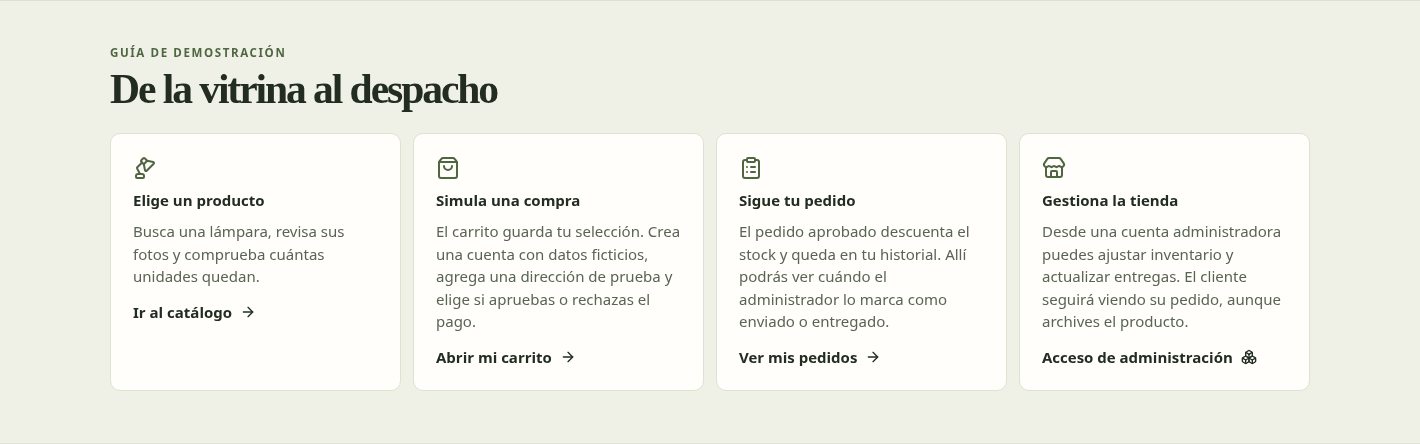 GUÍA DE DEMOSTRACIÓN
De la vitrina al despacho
Elige un producto
Busca una lámpara, revisa sus
fotos y comprueba cuántas
unidades quedan.
Ir al catálogo
Simula una compra
El carrito guarda tu selección. Crea
una cuenta con datos ficticios,
agrega una dirección de prueba y
elige si apruebas o rechazas el
pago.
Abrir mi carrito
Sigue tu pedido
El pedido aprobado descuenta el
stock y queda en tu historial. Allí
podrás ver cuándo el
administrador lo marca como
enviado o entregado.
Ver mis pedidos
Gestiona la tienda
Desde una cuenta administradora
puedes ajustar inventario y
actualizar entregas. El cliente
seguirá viendo su pedido, aunque
archives el producto.
Acceso de administración